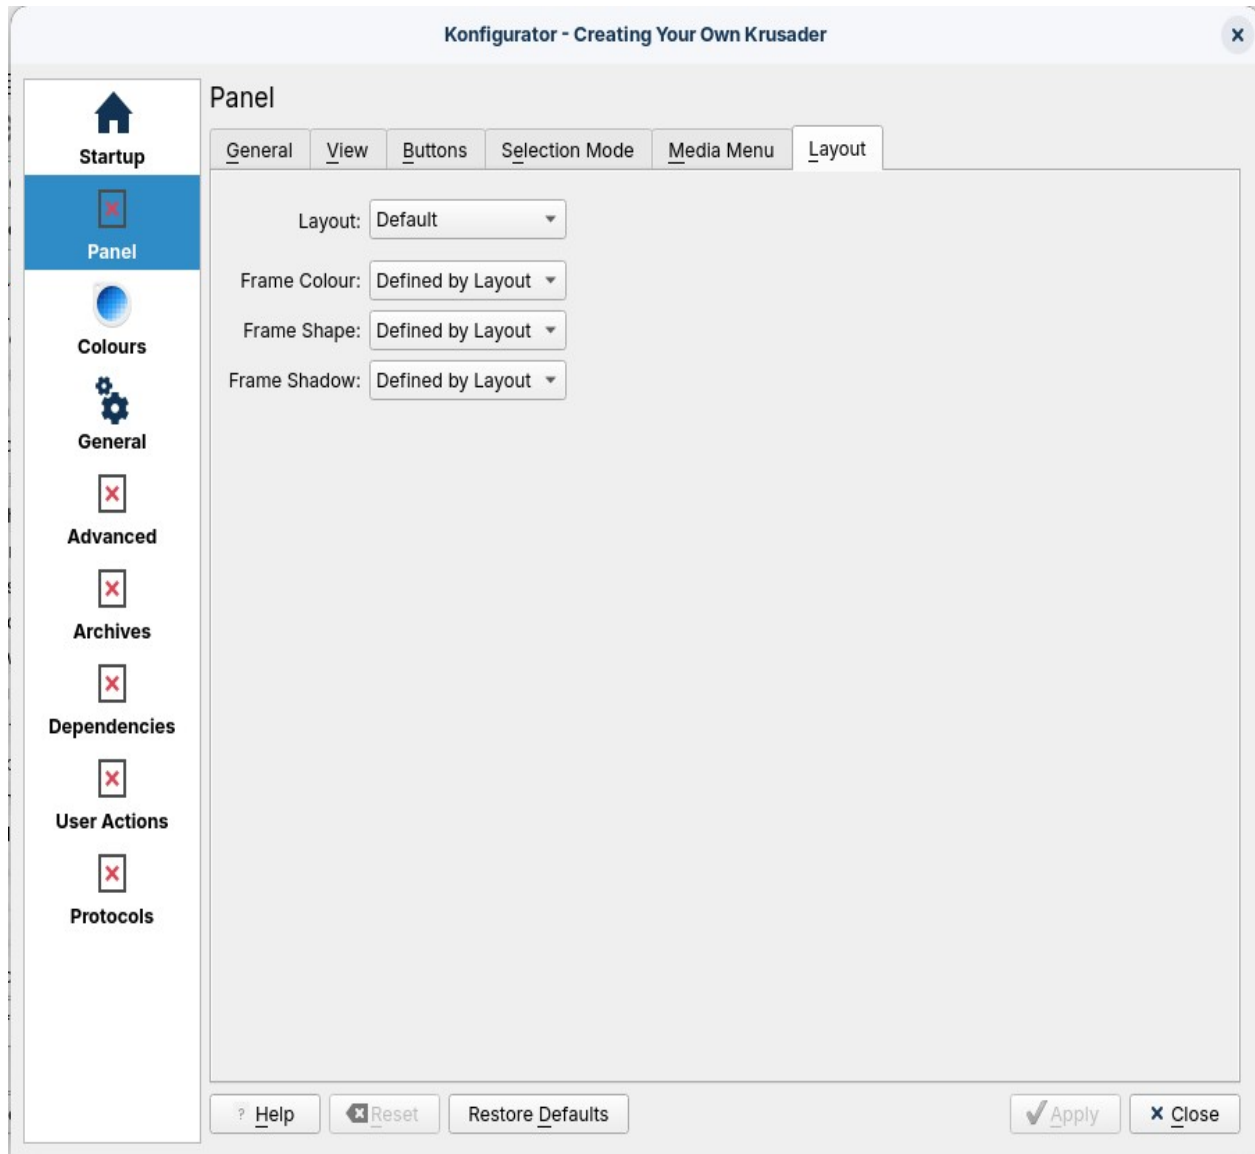 Konfigurator - Creating Your Own Krusader
Startup
Panel
Colours
General
Advanced
Archives
Dependencies
User Actions
Protocols
Panel
General View Buttons Selection Mode Media Menu Layout
Layout: Default
Frame Colour: Defined by Layout
Frame Shape: Defined by Layout
Frame Shadow: Defined by Layout
? Help Reset Restore Defaults Apply Close